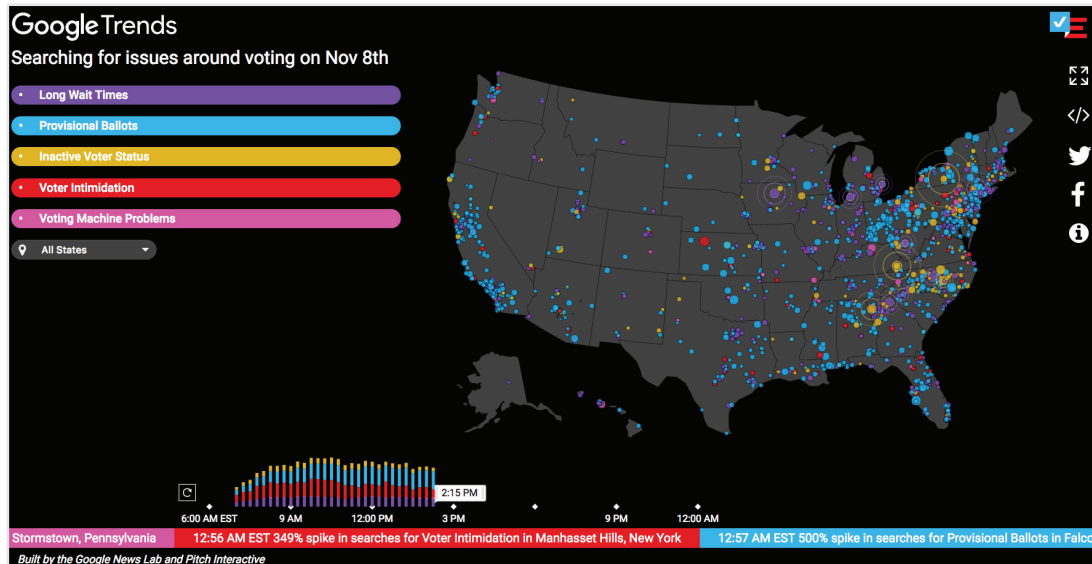 Google Trends
Searching for issues around voting on Nov 8th
Long Wait Times
Provisional Ballots
Inactive Voter Status
Voter Intimidation
Voting Machine Problems
All States
2:15 PM
6:00 AM EST 9 AM 12:00 PM 3 PM 9 PM 12:00 AM
Stormstown, Pennsylvania 12:56 AM EST 349% spike in searches for Voter Intimidation in Manhasset Hills, New York 12:57 AM EST 500% spike in searches for Provisional Ballots in Falco
Built by the Google News Lab and Pitch Interactive